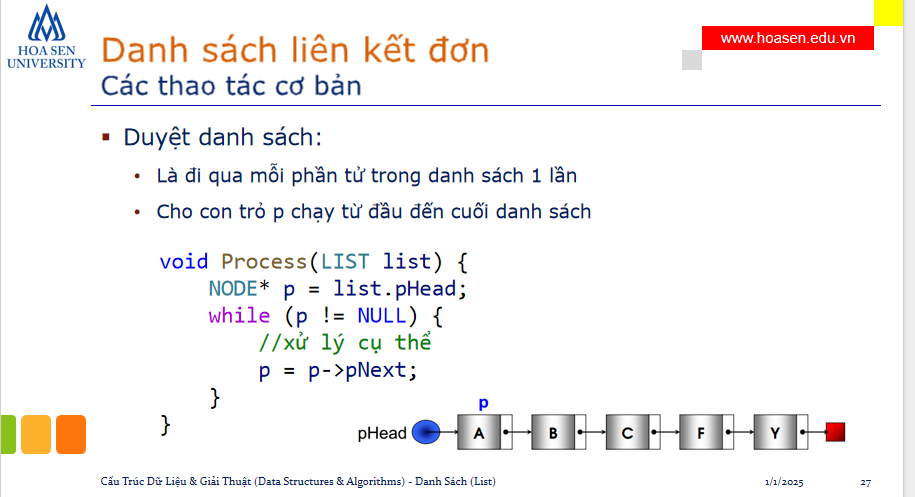 HOA SEN
UNIVERSITY
www.hoasen.edu.vn
Danh sách liên kết đơn
Các thao tác cơ bản
Duyệt danh sách:
Là đi qua mỗi phần tử trong danh sách 1 lần
Cho con trỏ p chạy từ đầu đến cuối danh sách
void Process(LIST list) {
NODE* p = list.pHead;
while (p != NULL) {
//xử lý cụ thể
p = p->pNext;
}
}
p
pHead A B C F Y
Cấu Trúc Dữ Liệu & Giải Thuật (Data Structures & Algorithms) - Danh Sách (List) 1/1/2025 27